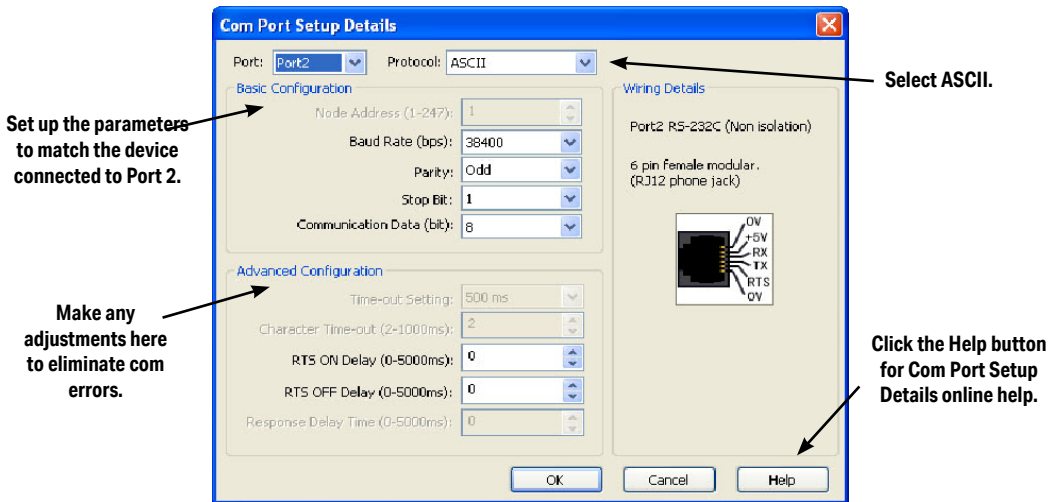 Com Port Setup Details
Port: Port2 Protocol: ASCII
Select ASCII.
Basic Configuration
Node Address (1-247): 1
Baud Rate (bps): 38400
Parity: Odd
Stop Bit: 1
Communication Data (bit): 8
Set up the parameters
to match the device
connected to Port 2.
Wiring Details
Port2 RS-232C (Non isolation)
6 pin female modular.
(RJ12 phone jack)
0V
+5V
RX
TX
RTS
0V
Advanced Configuration
Time-out Setting: 500 ms
Character Time-out (2-1000ms): 2
RTS ON Delay (0-5000ms): 0
RTS OFF Delay (0-5000ms): 0
Response Delay Time (0-5000ms): 0
Make any
adjustments here
to eliminate com
errors.
Click the Help button
for Com Port Setup
Details online help.
OK Cancel Help